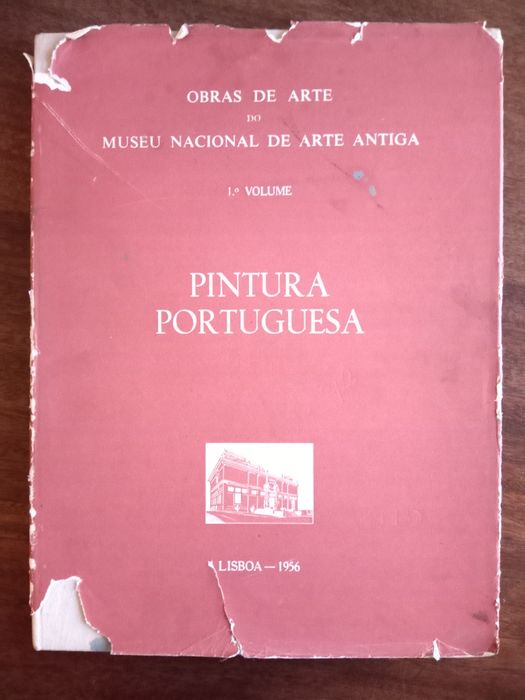 OBRAS DE ARTE
DO
MUSEU NACIONAL DE ARTE ANTIGA
1.º VOLUME
PINTURA
PORTUGUESA
LISBOA — 1956